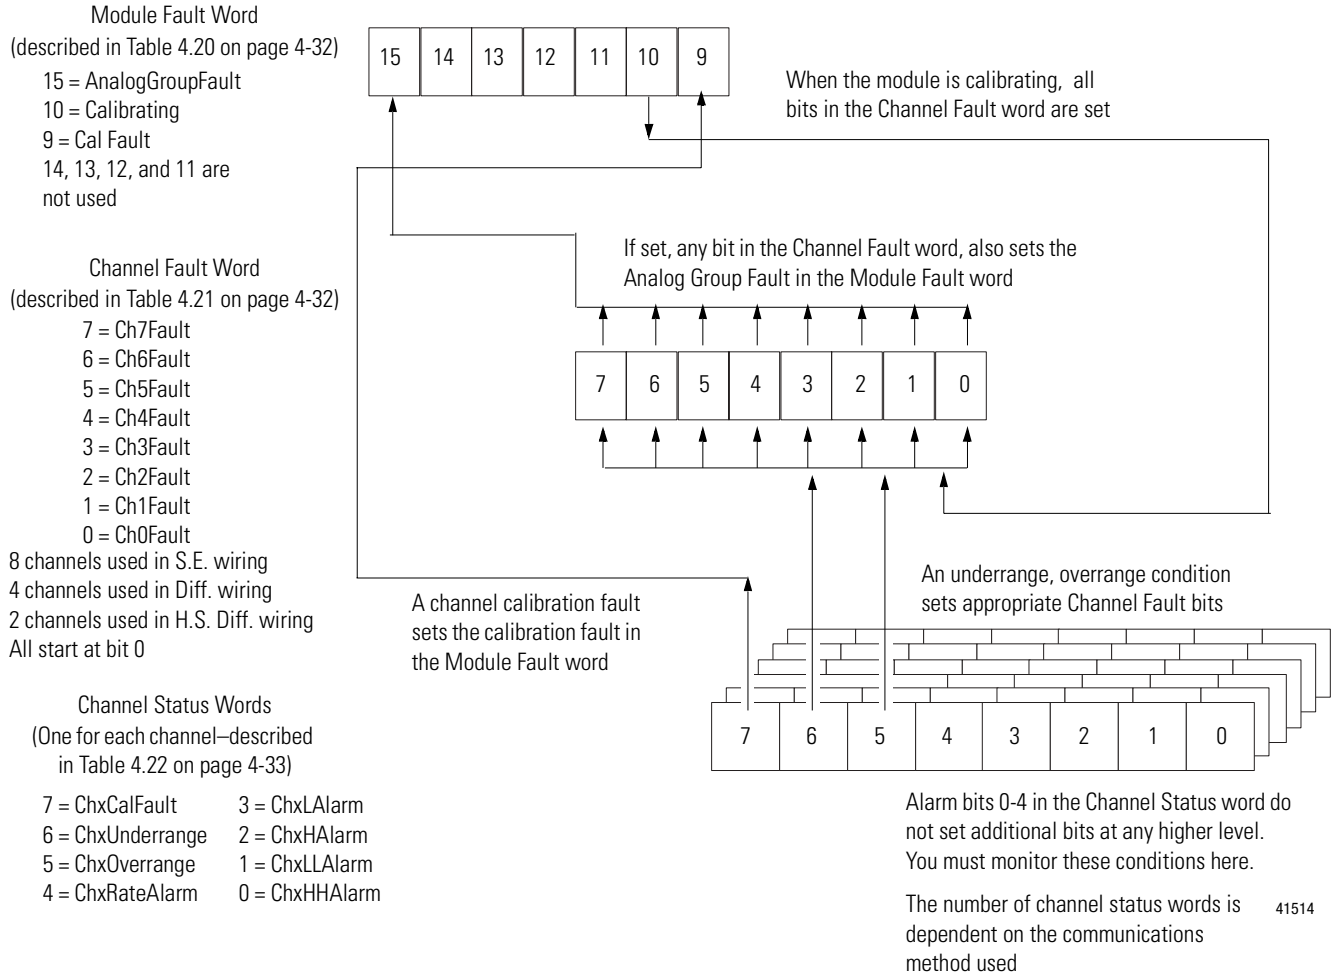 Module Fault Word
(described in Table 4.20 on page 4-32)
15 = AnalogGroupFault
10 = Calibrating
9 = Cal Fault
14, 13, 12, and 11 are
not used
15 14 13 12 11 10 9
When the module is calibrating, all
bits in the Channel Fault word are set
If set, any bit in the Channel Fault word, also sets the
Analog Group Fault in the Module Fault word
Channel Fault Word
(described in Table 4.21 on page 4-32)
7 = Ch7Fault
6 = Ch6Fault
5 = Ch5Fault
4 = Ch4Fault
3 = Ch3Fault
2 = Ch2Fault
1 = Ch1Fault
0 = Ch0Fault
8 channels used in S.E. wiring
4 channels used in Diff. wiring
2 channels used in H.S. Diff. wiring
All start at bit 0
7 6 5 4 3 2 1 0
A channel calibration fault
sets the calibration fault in
the Module Fault word
An underrange, overrange condition
sets appropriate Channel Fault bits
7 6 5 4 3 2 1 0
Channel Status Words
(One for each channel–described
in Table 4.22 on page 4-33)
7 = ChxCalFault 3 = ChxLAlarm
6 = ChxUnderrange 2 = ChxHAlarm
5 = ChxOverrange 1 = ChxLLAlarm
4 = ChxRateAlarm 0 = ChxHHAlarm
Alarm bits 0-4 in the Channel Status word do
not set additional bits at any higher level.
You must monitor these conditions here.
The number of channel status words is
dependent on the communications
method used
41514